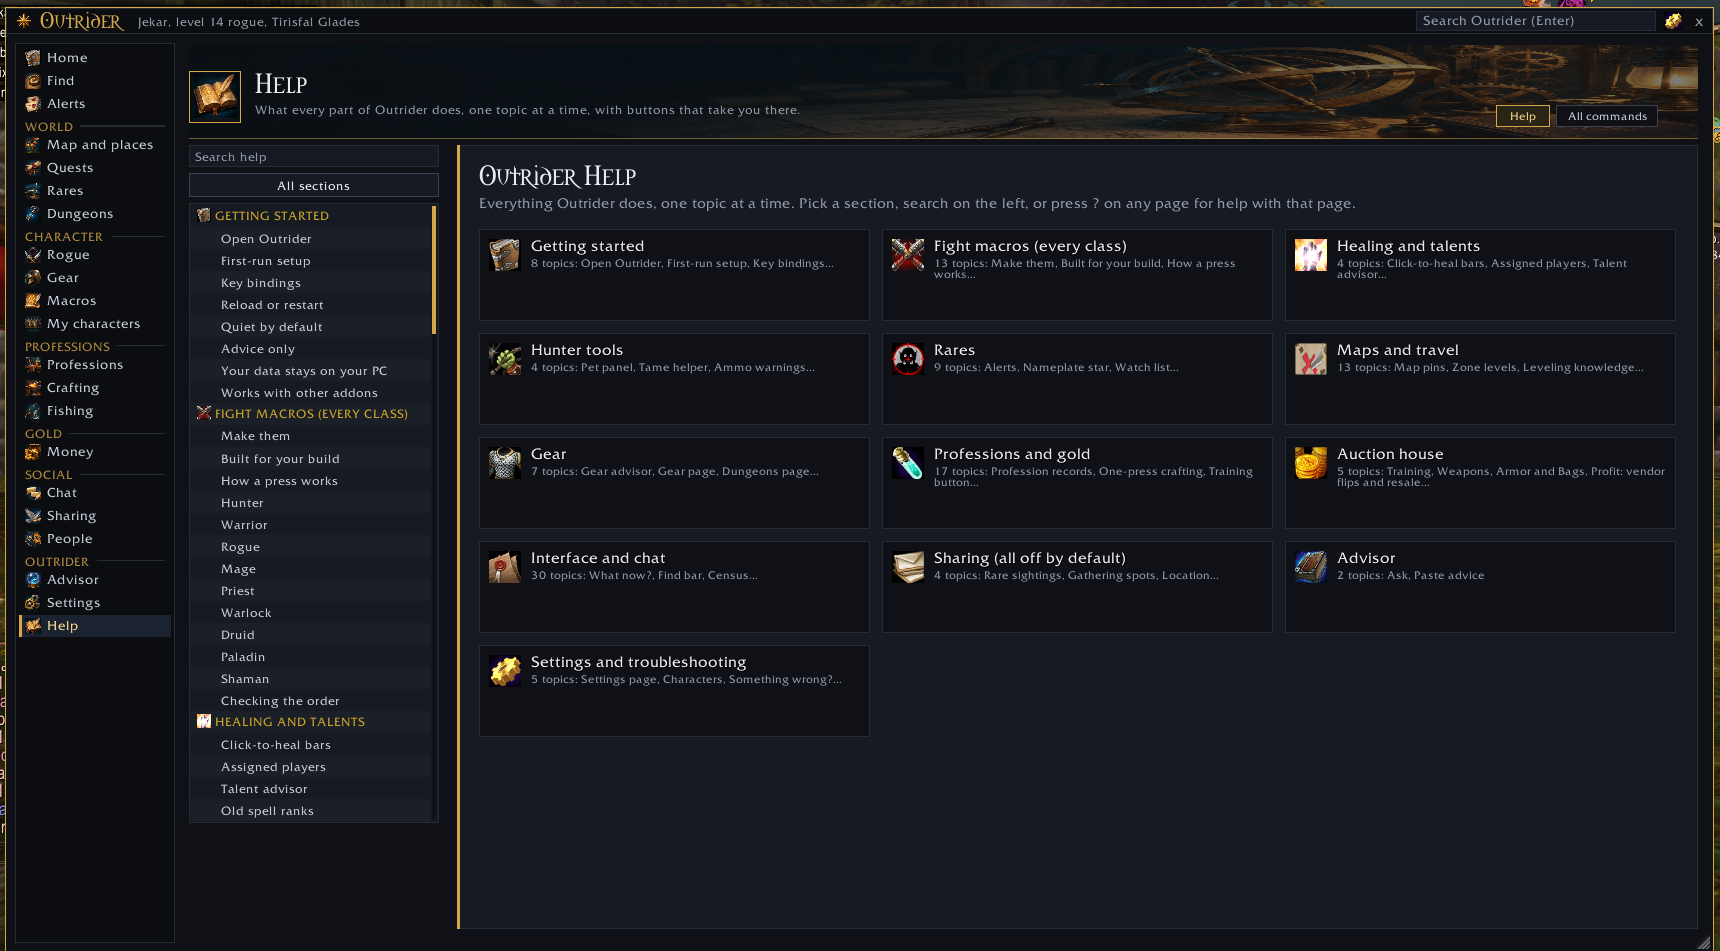 Outrider
Jekar, level 14 rogue, Tirisfal Glades
Search Outrider (Enter)
x
Home
Find
Alerts
WORLD
Map and places
Quests
Rares
Dungeons
CHARACTER
Rogue
Gear
Macros
My characters
PROFESSIONS
Professions
Crafting
Fishing
GOLD
Money
SOCIAL
Chat
Sharing
People
OUTRIDER
Advisor
Settings
Help
Help
What every part of Outrider does, one topic at a time, with buttons that take you there.
Help
All commands
Search help
All sections
GETTING STARTED
Open Outrider
First-run setup
Key bindings
Reload or restart
Quiet by default
Advice only
Your data stays on your PC
Works with other addons
FIGHT MACROS (EVERY CLASS)
Make them
Built for your build
How a press works
Hunter
Warrior
Rogue
Mage
Priest
Warlock
Druid
Paladin
Shaman
Checking the order
HEALING AND TALENTS
Click-to-heal bars
Assigned players
Talent advisor
Old spell ranks
Outrider Help
Everything Outrider does, one topic at a time. Pick a section, search on the left, or press ? on any page for help with that page.
Getting started
8 topics: Open Outrider, First-run setup, Key bindings...
Fight macros (every class)
13 topics: Make them, Built for your build, How a press
works...
Healing and talents
4 topics: Click-to-heal bars, Assigned players, Talent
advisor...
Hunter tools
4 topics: Pet panel, Tame helper, Ammo warnings...
Rares
9 topics: Alerts, Nameplate star, Watch list...
Maps and travel
13 topics: Map pins, Zone levels, Leveling knowledge...
Gear
7 topics: Gear advisor, Gear page, Dungeons page...
Professions and gold
17 topics: Profession records, One-press crafting, Training
button...
Auction house
5 topics: Training, Weapons, Armor and Bags, Profit: vendor
flips and resale...
Interface and chat
30 topics: What now?, Find bar, Census...
Sharing (all off by default)
4 topics: Rare sightings, Gathering spots, Location...
Advisor
2 topics: Ask, Paste advice
Settings and troubleshooting
5 topics: Settings page, Characters, Something wrong?...